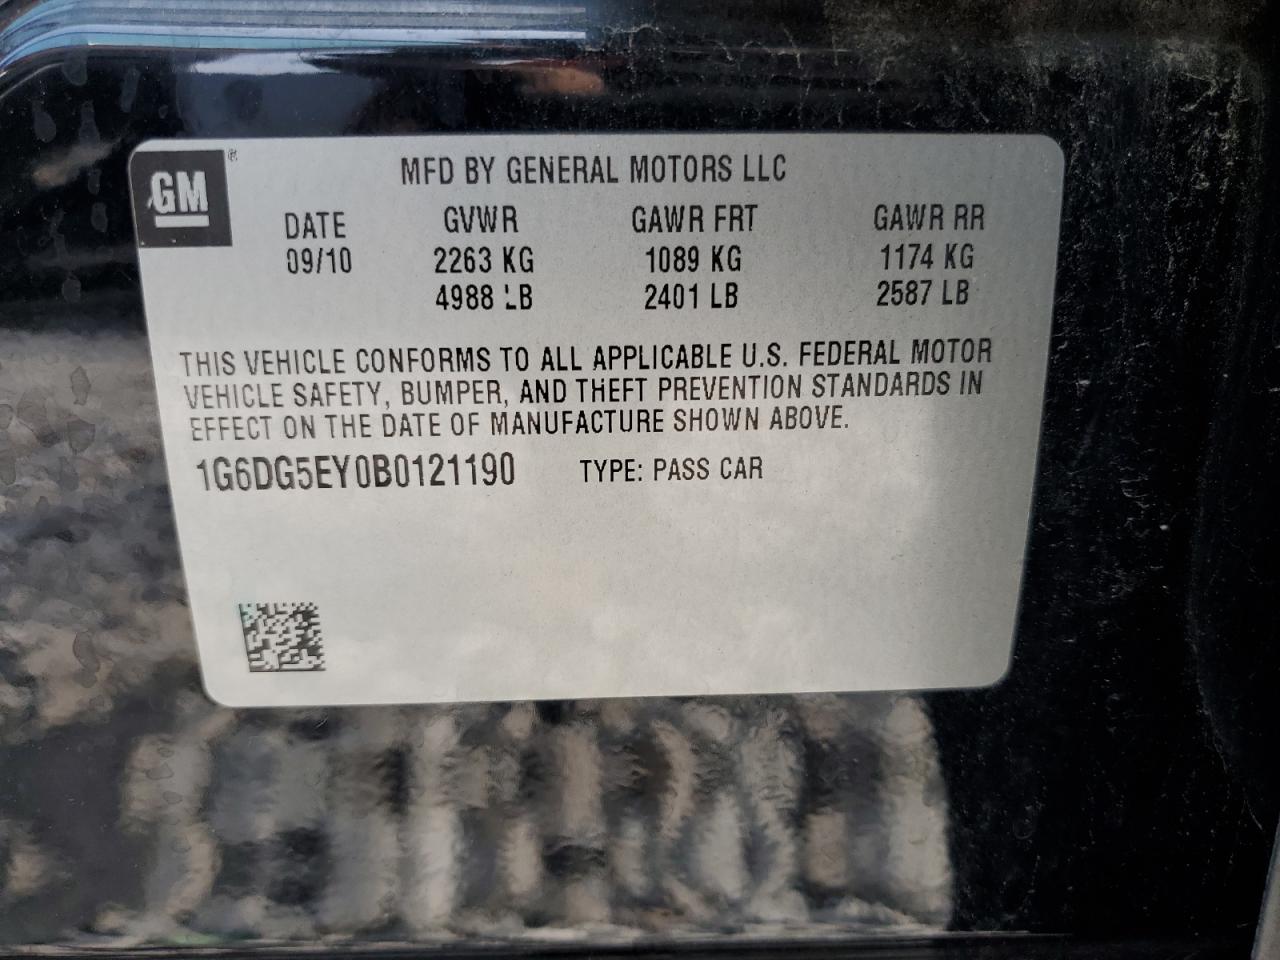 GM ®
MFD BY GENERAL MOTORS LLC
DATE GVWR GAWR FRT GAWR RR
09/10 2263 KG 1089 KG 1174 KG
4988 LB 2401 LB 2587 LB
THIS VEHICLE CONFORMS TO ALL APPLICABLE U.S. FEDERAL MOTOR
VEHICLE SAFETY, BUMPER, AND THEFT PREVENTION STANDARDS IN
EFFECT ON THE DATE OF MANUFACTURE SHOWN ABOVE.
1G6DG5EY0B0121190 TYPE: PASS CAR